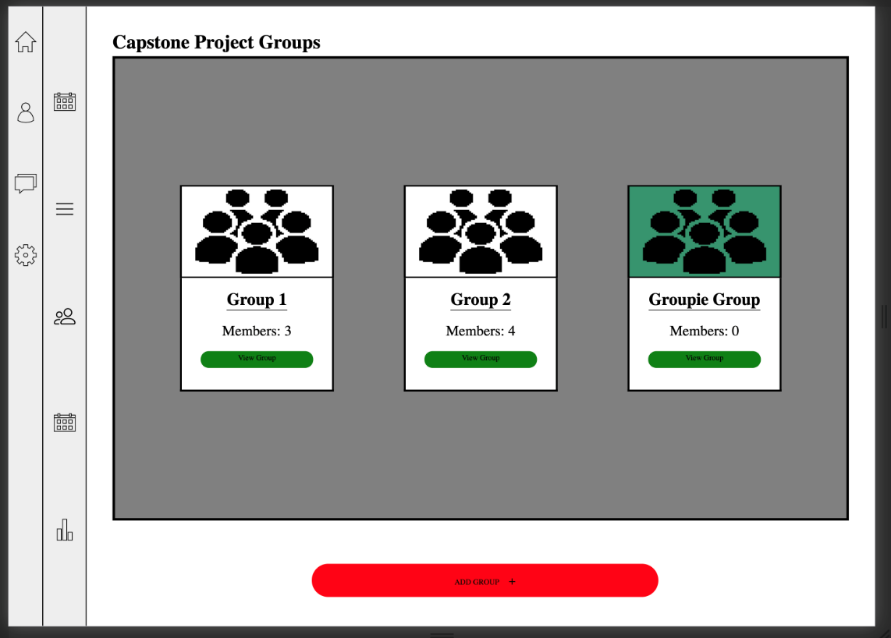 Capstone Project Groups
Group 1
Members: 3
View Group
Group 2
Members: 4
View Group
Groupie Group
Members: 0
View Group
ADD GROUP +